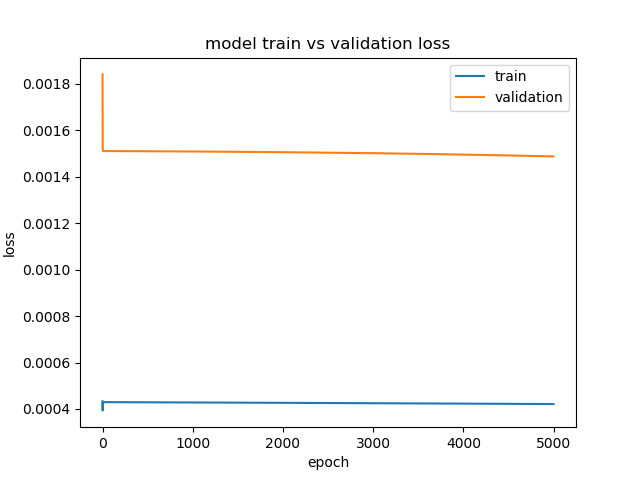 model train vs validation loss
train
validation
0.0018
0.0016
0.0014
0.0012
0.0010
0.0008
0.0006
0.0004
loss
0 1000 2000 3000 4000 5000
epoch